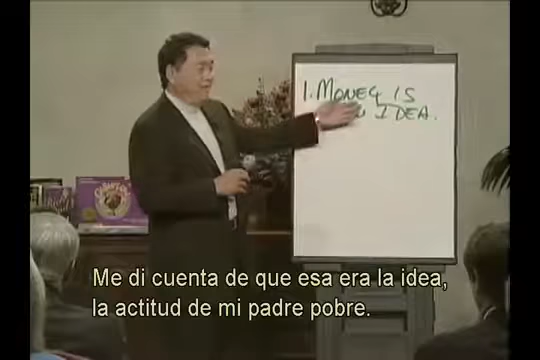 1. MONEY IS
IDEA.
Me di cuenta de que esa era la idea,
la actitud de mi padre pobre.